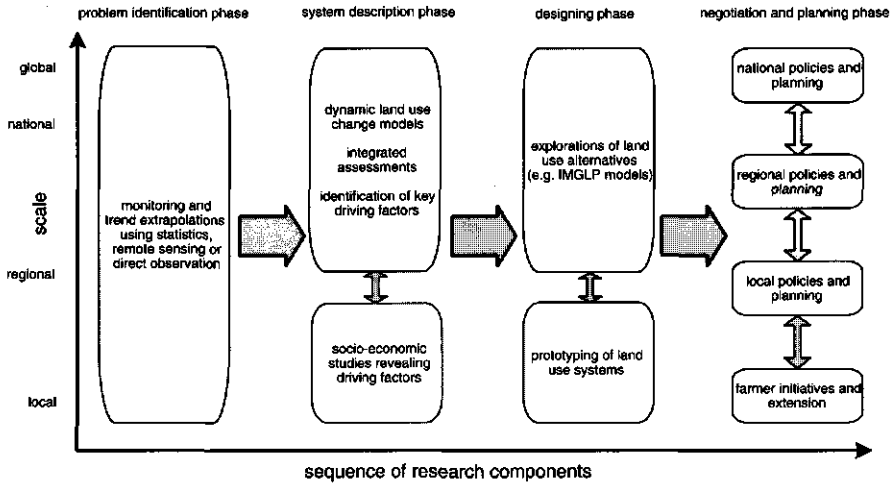 problem identification phase
system description phase
designing phase
negotiation and planning phase
global
national
scale
regional
local
monitoring and
trend extrapolations
using statistics,
remote sensing or
direct observation
dynamic land use
change models
integrated
assessments
identification of key
driving factors
socio-economic
studies revealing
driving factors
explorations of land
use alternatives
(e.g. IMGLP models)
prototyping of land
use systems
national policies and
planning
regional policies and
planning
local policies and
planning
farmer initiatives and
extension
sequence of research components